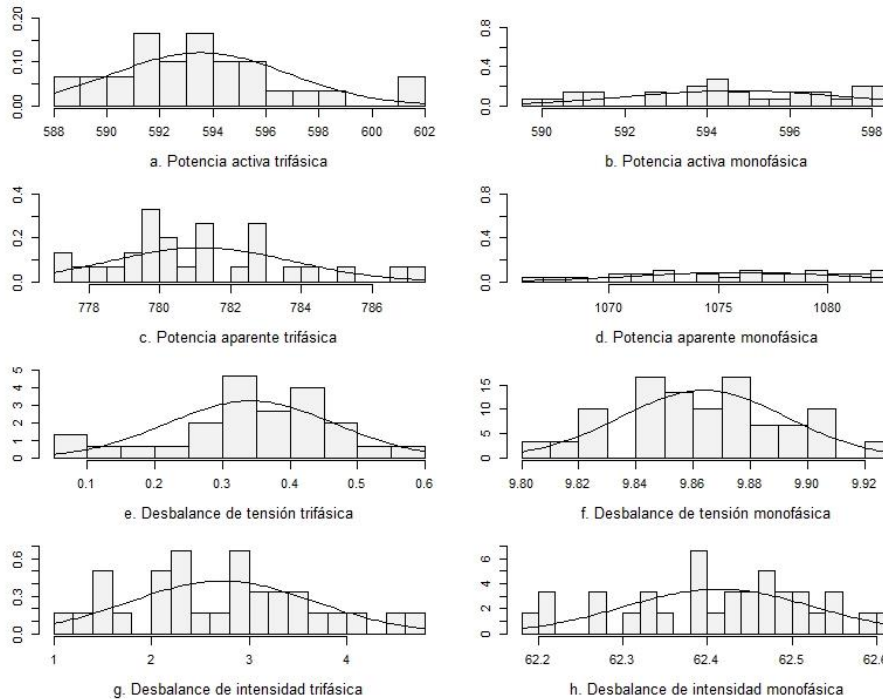 0.20
0.10
0.00
588 590 592 594 596 598 600 602
a. Potencia activa trifásica
0.8
0.4
0.0
590 592 594 596 598
b. Potencia activa monofásica
0.4
0.2
0.0
778 780 782 784 786
c. Potencia aparente trifásica
0.8
0.4
0.0
1070 1075 1080
d. Potencia aparente monofásica
5
4
3
2
1
0
0.1 0.2 0.3 0.4 0.5 0.6
e. Desbalance de tensión trifásica
15
10
5
0
9.80 9.82 9.84 9.86 9.88 9.90 9.92
f. Desbalance de tensión monofásica
0.6
0.3
0.0
1 2 3 4
g. Desbalance de intensidad trifásica
6
4
2
0
62.2 62.3 62.4 62.5 62.6
h. Desbalance de intensidad monofásica